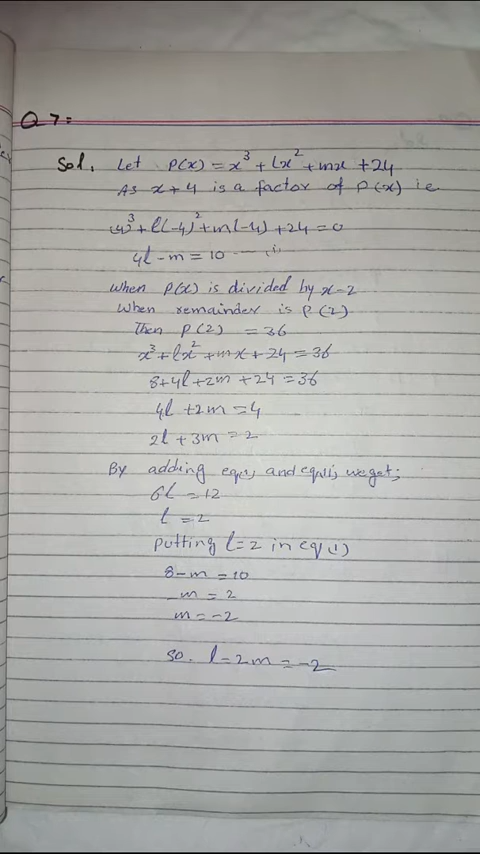 Q 7=
Sol. Let P(x) = x³ + lx² + mx + 24
As x+4 is a factor of P(x) i.e
(-4)³ + l(-4)² + m(-4) + 24 = 0
4l - m = 10 — (i)
when P(x) is divided by x-2
when remainder is P(2)
Then P(2) = 36
x³ + lx² + mx + 24 = 36
8 + 4l + 2m + 24 = 36
4l + 2m = 4
2l + 3m = 2
By adding eq(i) and eq(ii) we get;
6l = 12
l = 2
putting l = 2 in eq (1)
8 - m = 10
-m = 2
m = -2
So. l = 2 m = -2